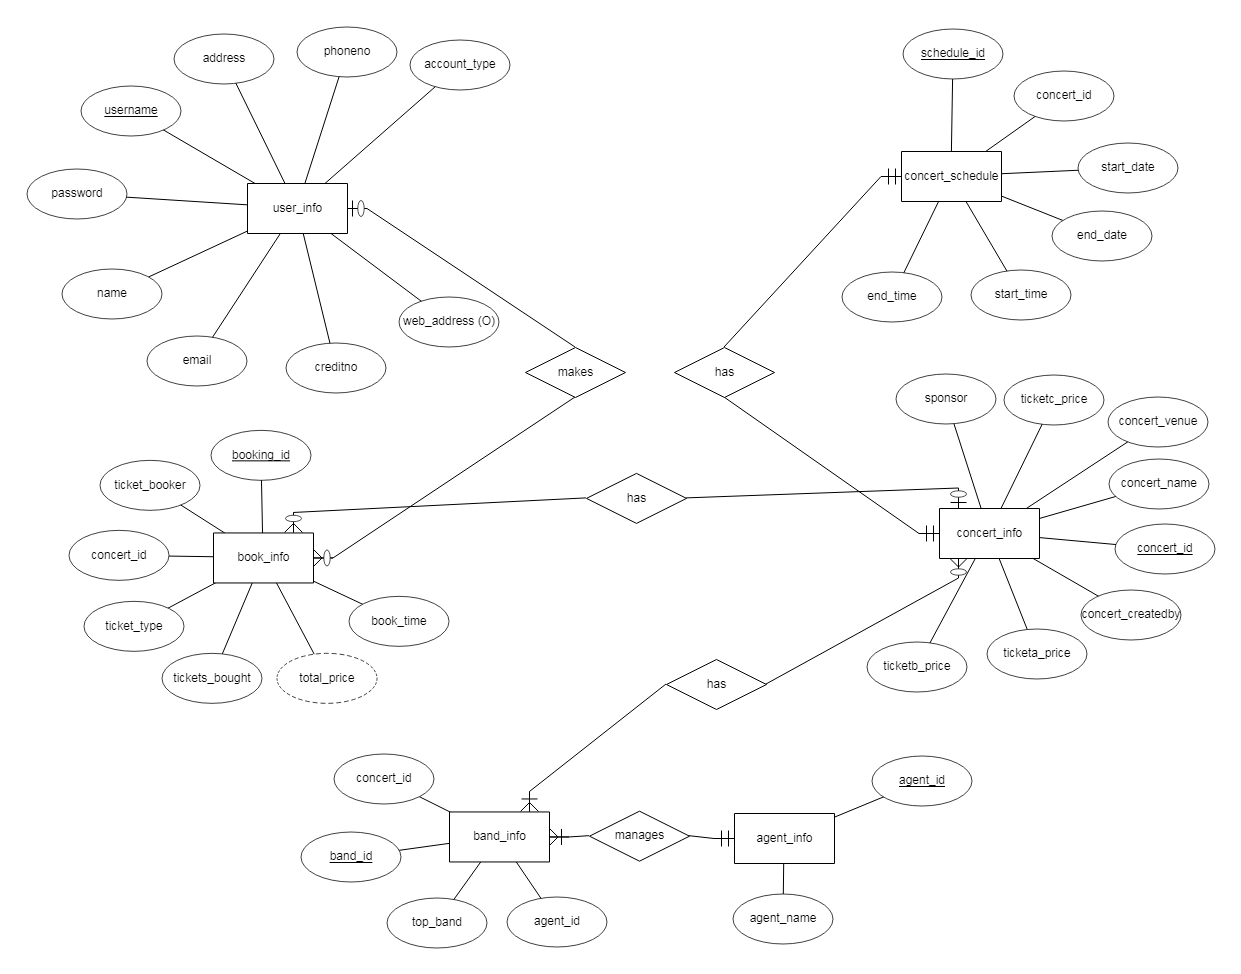 schedule_id
phoneno
address
account_type
concert_id
username
start_date
concert_schedule
password
user_info
end_date
name
start_time
end_time
web_address (O)
email
creditno
makes
has
sponsor
ticketc_price
concert_venue
booking_id
ticket_booker
concert_name
has
concert_info
concert_id
concert_id
book_info
concert_createdby
book_time
ticket_type
ticketa_price
ticketb_price
tickets_bought
total_price
has
concert_id
agent_id
band_info
manages
agent_info
band_id
top_band
agent_id
agent_name